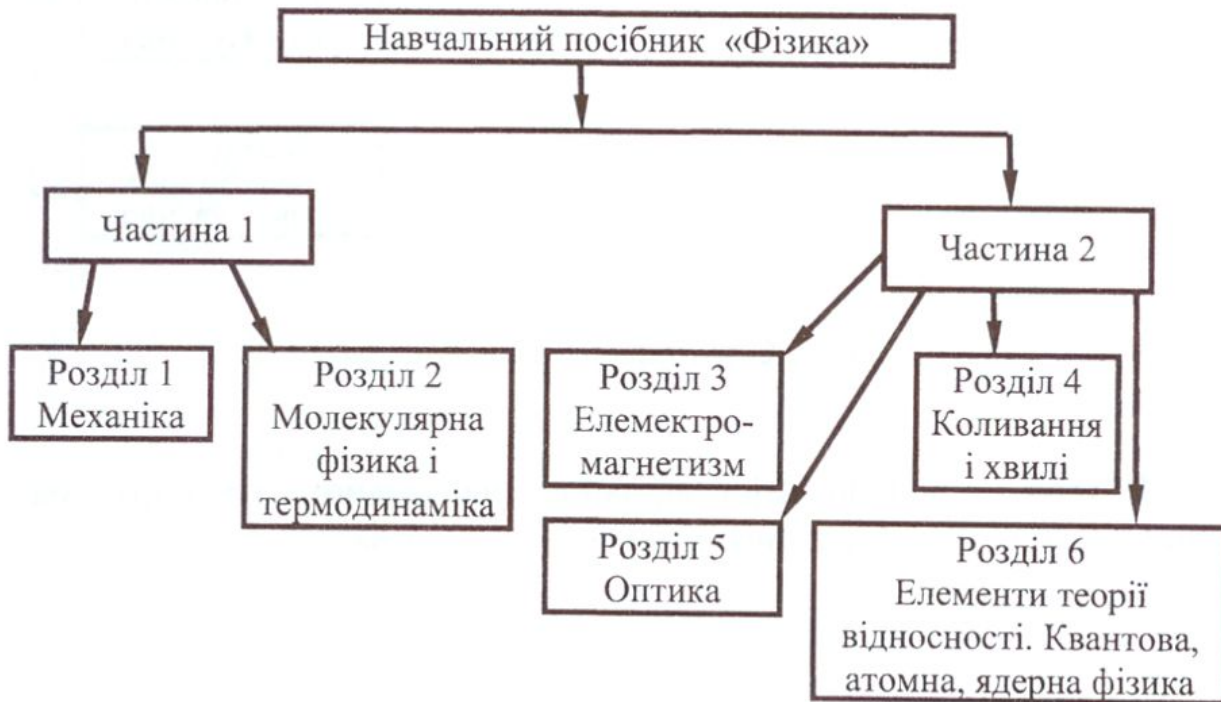 Навчальний посібник «Фізика»
Частина 1
Частина 2
Розділ 1
Механіка
Розділ 2
Молекулярна
фізика і
термодинаміка
Розділ 3
Елемектро-
магнетизм
Розділ 4
Коливання
і хвилі
Розділ 5
Оптика
Розділ 6
Елементи теорії
відносності. Квантова,
атомна, ядерна фізика